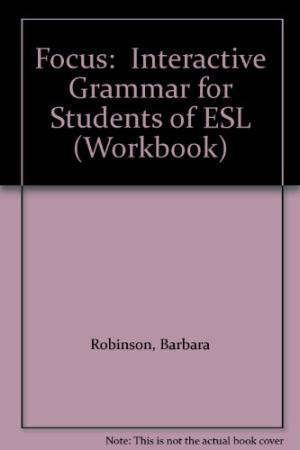 Focus: Interactive
Grammar for
Students of ESL
(Workbook)
Robinson, Barbara
Note: This is not the actual book cover